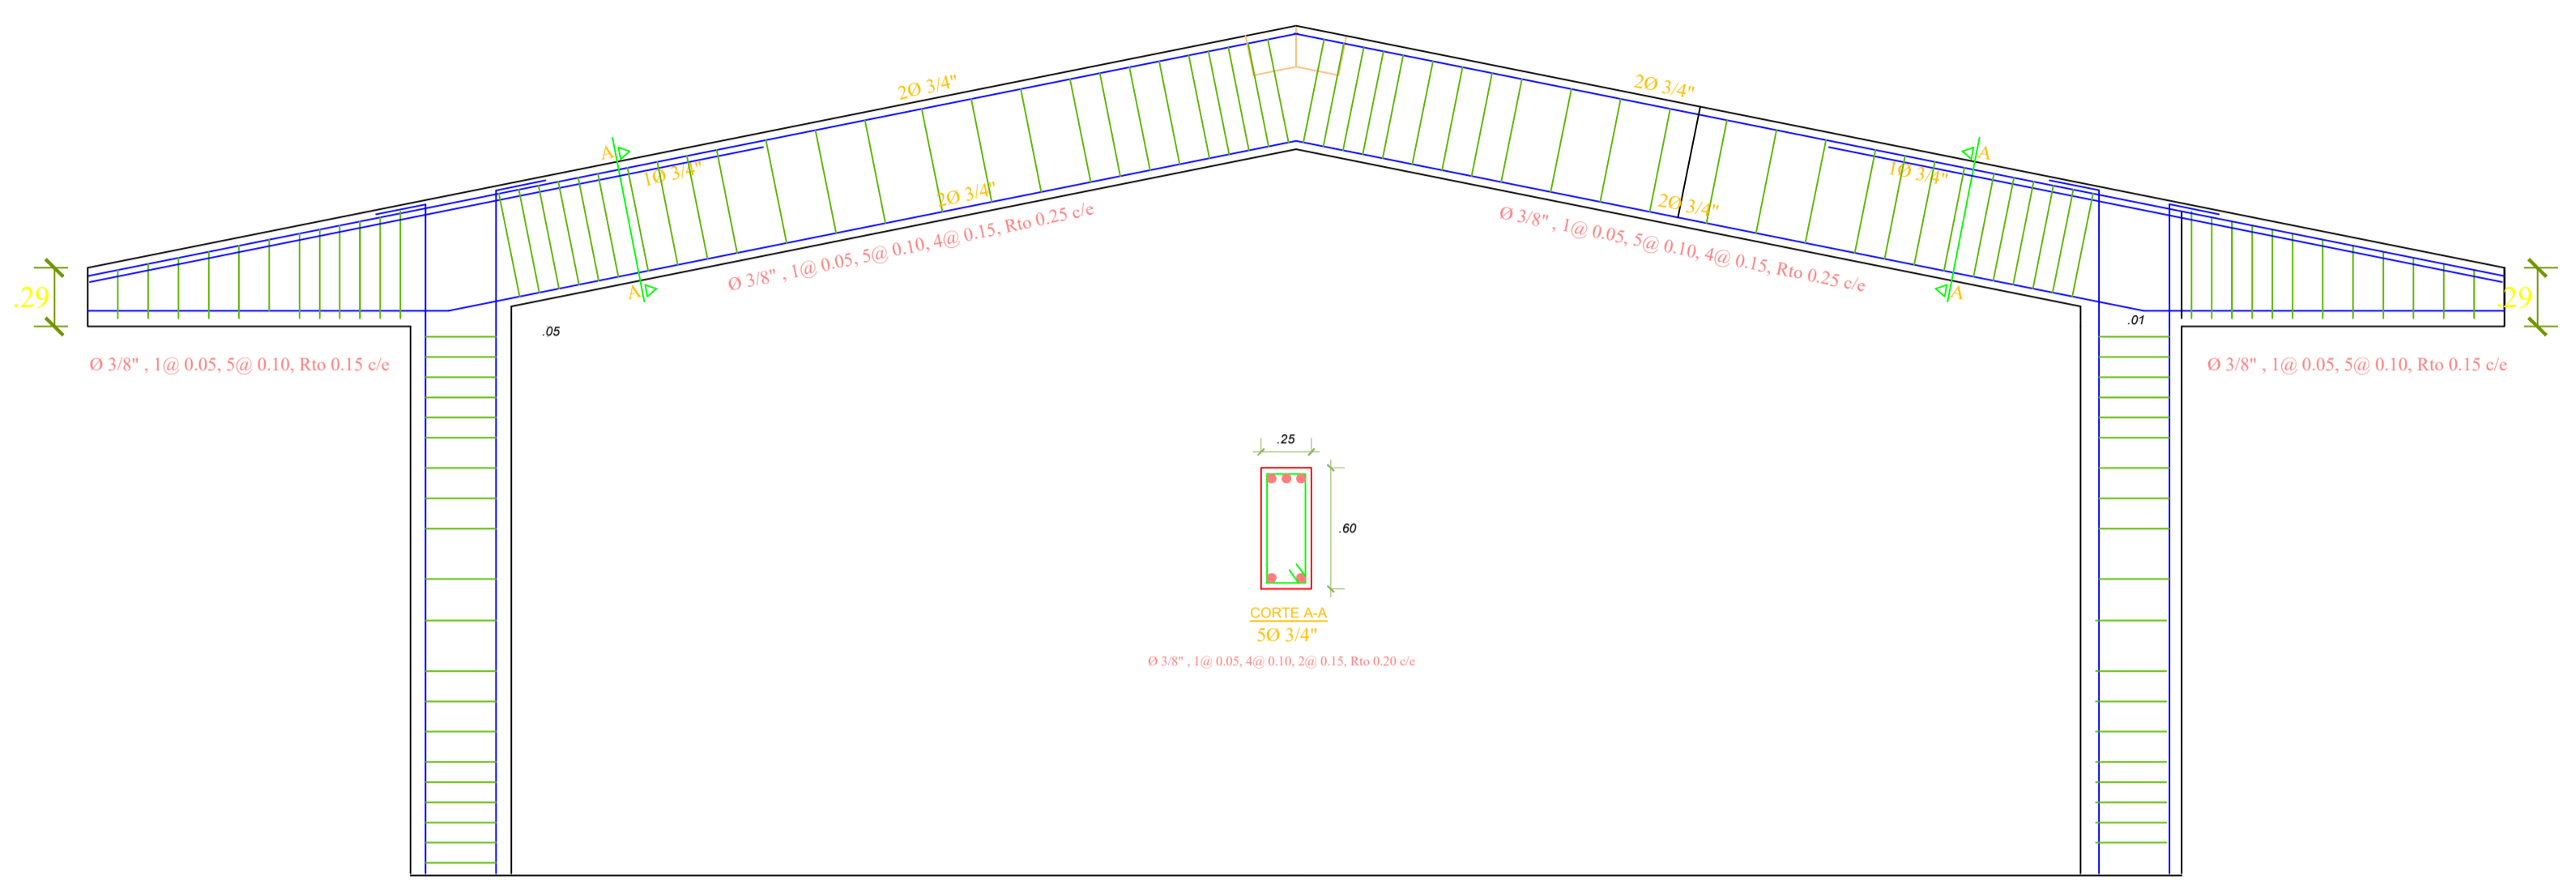 2Ø 3/4"
2Ø 3/4"
A
A
1Ø 3/4"
1Ø 3/4"
2Ø 3/4"
2Ø 3/4"
Ø 3/8" , 1@ 0.05, 5@ 0.10, 4@ 0.15, Rto 0.25 c/e
Ø 3/8" , 1@ 0.05, 5@ 0.10, 4@ 0.15, Rto 0.25 c/e
A
A
.29
.29
.05
.01
Ø 3/8" , 1@ 0.05, 5@ 0.10, Rto 0.15 c/e
Ø 3/8" , 1@ 0.05, 5@ 0.10, Rto 0.15 c/e
.25
.60
CORTE A-A
5Ø 3/4"
Ø 3/8" , 1@ 0.05, 4@ 0.10, 2@ 0.15, Rto 0.20 c/e